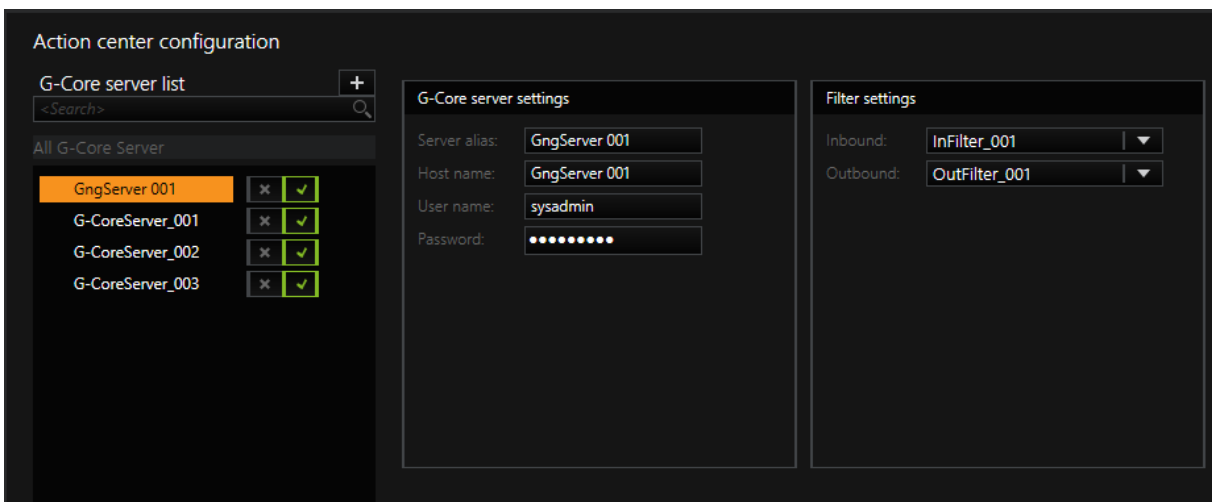 Action center configuration
G-Core server list
+
<Search>
All G-Core Server
GngServer 001
G-CoreServer_001
G-CoreServer_002
G-CoreServer_003
G-Core server settings
Server alias: GngServer 001
Host name: GngServer 001
User name: sysadmin
Password: •••••••••
Filter settings
Inbound: InFilter_001
Outbound: OutFilter_001